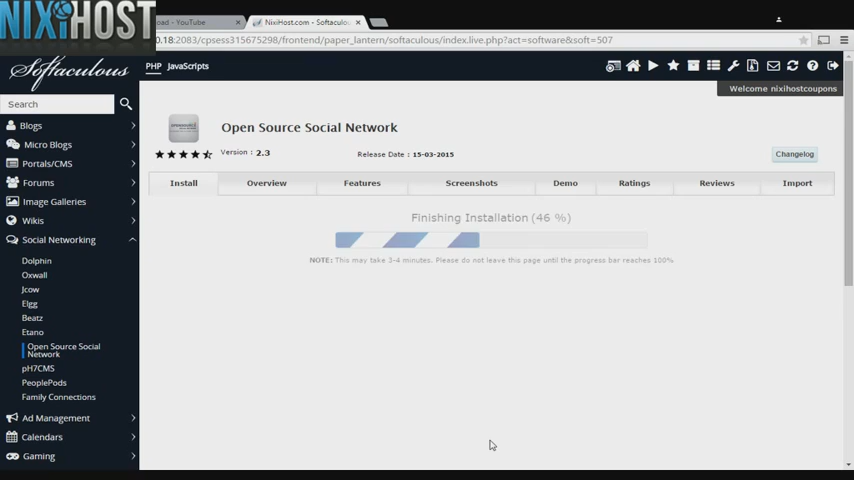 NIXIHOST
oad - YouTube
NixiHost.com - Softaculou
0.18:2083/cpsess315675298/frontend/paper_lantern/softaculous/index.live.php?act=software&soft=507
Softaculous
PHP JavaScripts
Welcome nixihostcoupons
Search
Blogs
Micro Blogs
Portals/CMS
Forums
Image Galleries
Wikis
Social Networking
Dolphin
Oxwall
Jcow
Elgg
Beatz
Etano
Open Source Social
Network
pH7CMS
PeoplePods
Family Connections
Ad Management
Calendars
Gaming
OPENSOURCE
Open Source Social Network
Version : 2.3
Release Date : 15-03-2015
Changelog
Install Overview Features Screenshots Demo Ratings Reviews Import
Finishing Installation (46 %)
NOTE: This may take 3-4 minutes. Please do not leave this page until the progress bar reaches 100%